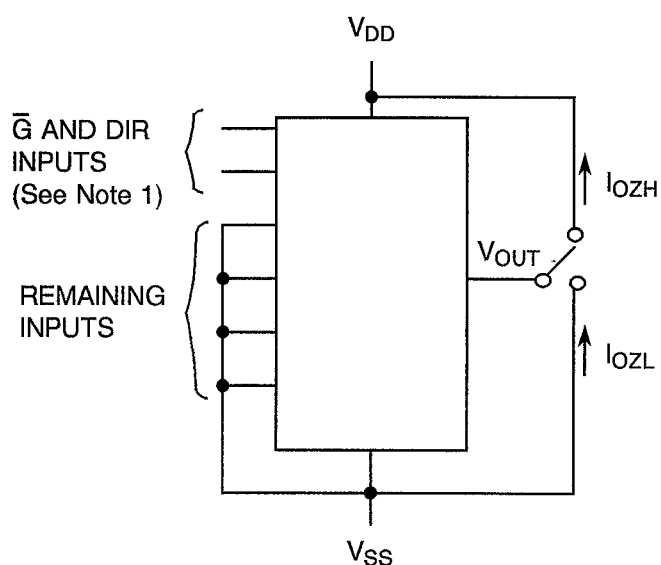 VDD
G̅ AND DIR
INPUTS
(See Note 1)
IOZH
VOUT
REMAINING
INPUTS
IOZL
VSS